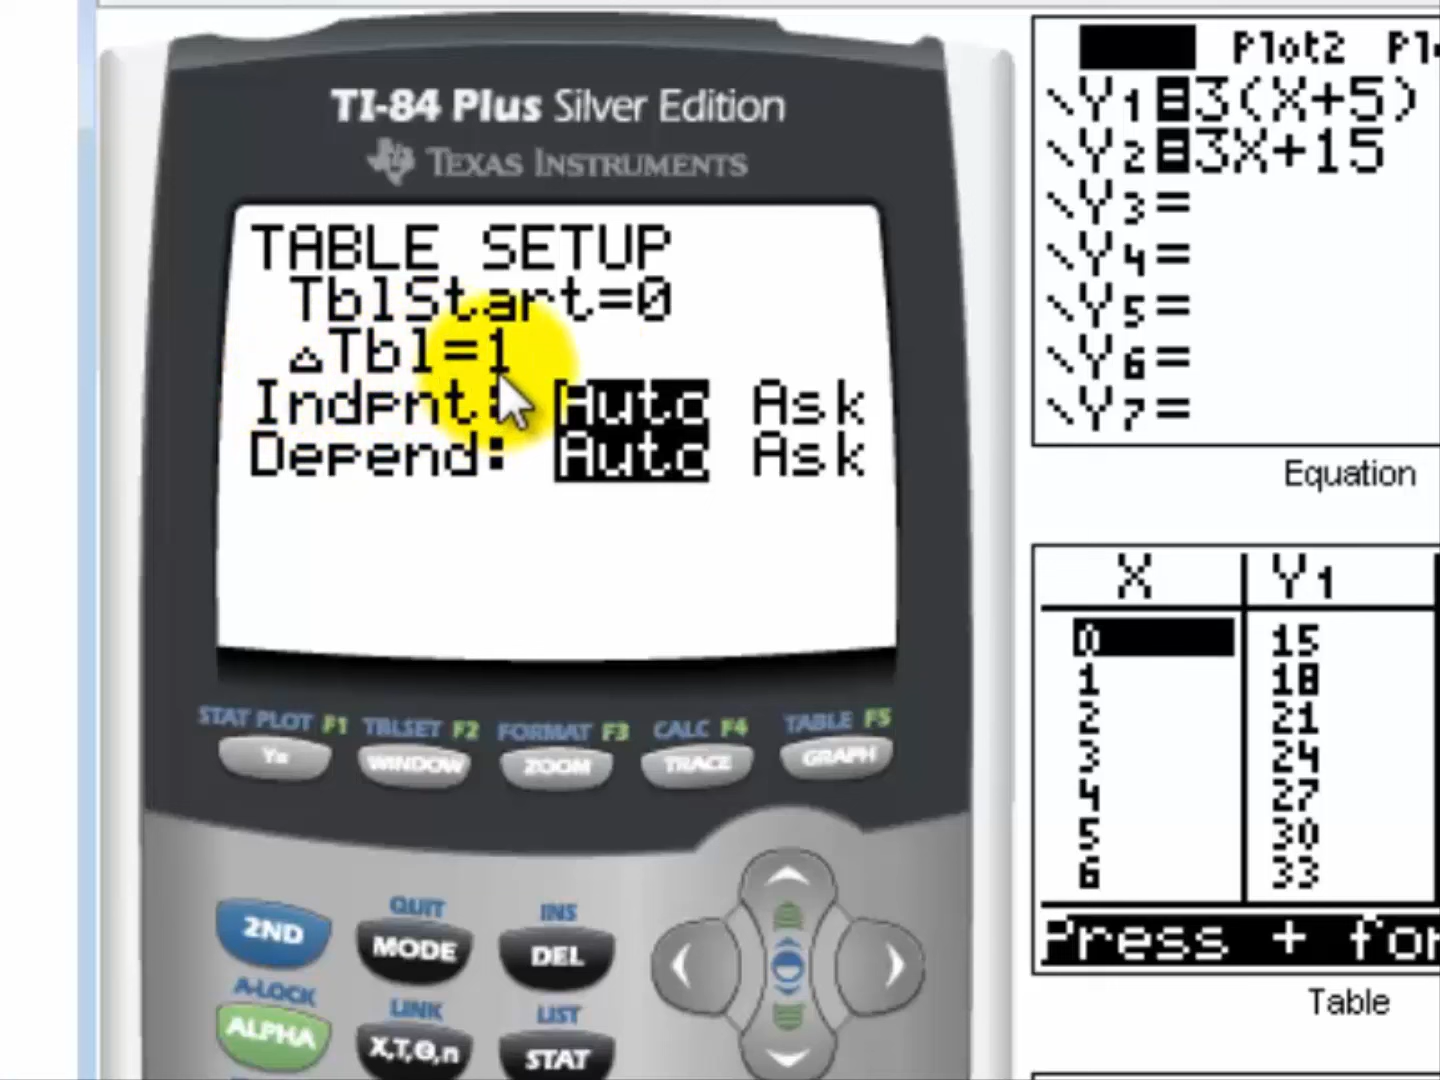 TI-84 Plus Silver Edition
TEXAS INSTRUMENTS
TABLE SETUP
TblStart=0
△Tbl=1
Indpnt: Auto Ask
Depend: Auto Ask
STAT PLOT F1 TBLSET F2 FORMAT F3 CALC F4 TABLE F5
Y= WINDOW ZOOM TRACE GRAPH
QUIT INS
2ND MODE DEL
A-LOCK LINK LIST
ALPHA X,T,Θ,n STAT
Plot2
\Y1=3(X+5)
\Y2=3X+15
\Y3=
\Y4=
\Y5=
\Y6=
\Y7=
Equation
X Y1
0 15
1 18
2 21
3 24
4 27
5 30
6 33
Press + for
Table